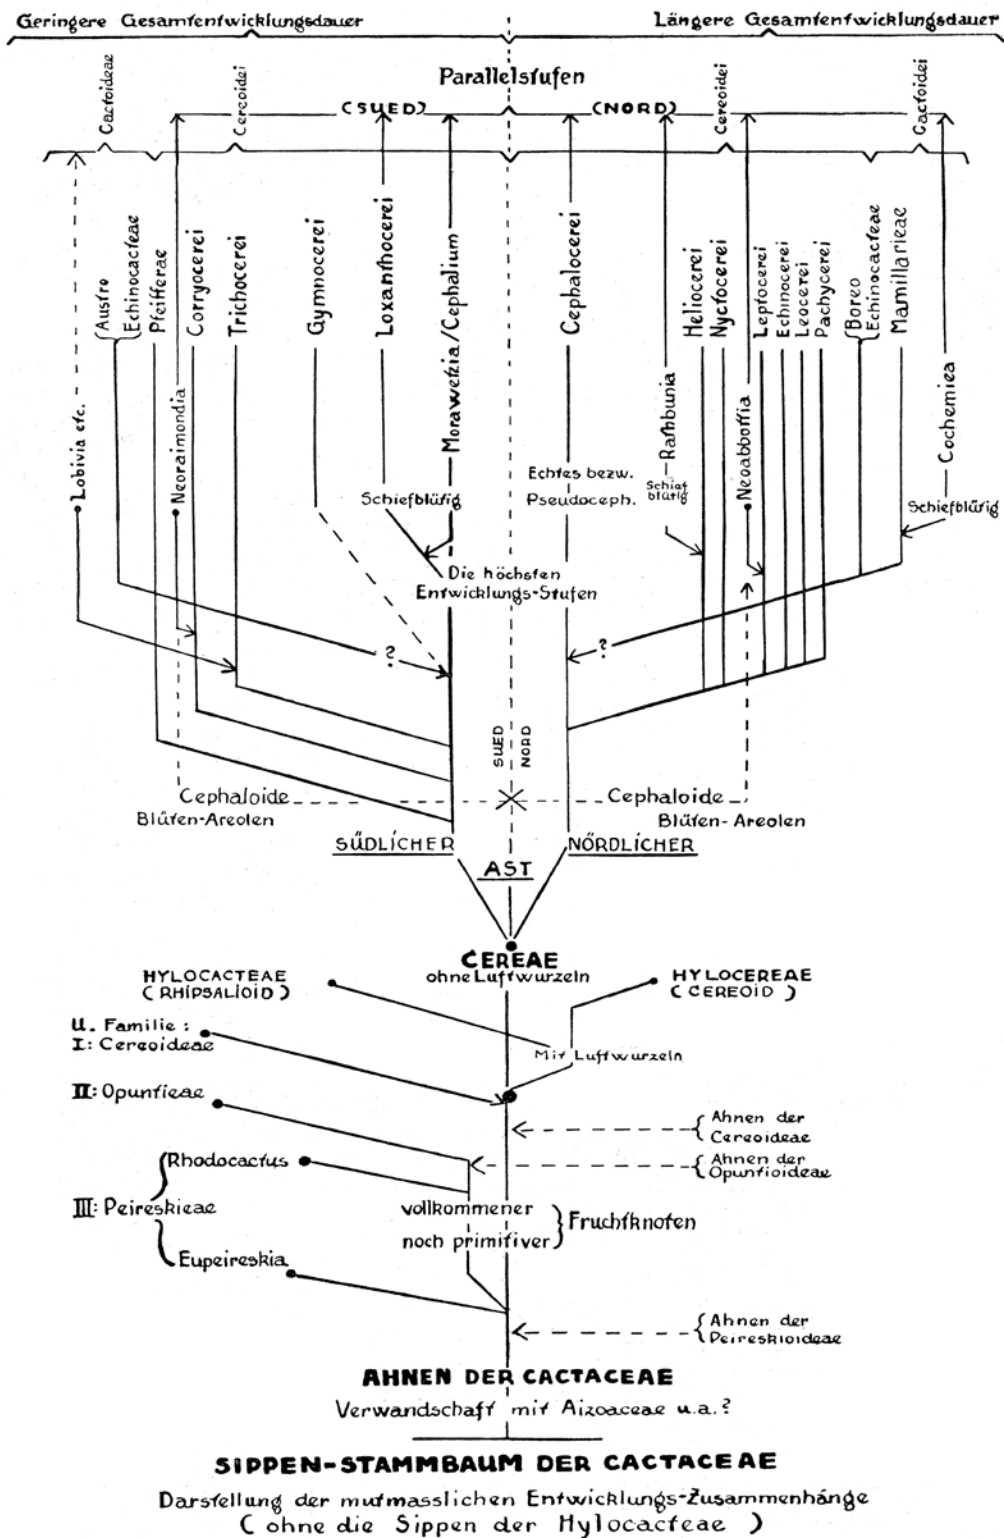 Geringere Gesamtentwicklungsdauer
Längere Gesamtentwicklungsdauer
Parallelstufen
(SUED)
(NORD)
Cactoideae
Cereoidei
Cereoidei
Cactoidei
Lobivia etc.
Austro
Echinocacteae
Pfeifferae
Neoraimondia
Corryocerei
Trichocerei
Gymnocerei
Loxanthocerei
Schiefblütig
Morawetzia/Cephalium
Cephalocerei
Echtes bezw.
Pseudoceph.
Rathbunia
Schief
blütig
Heliocerei
Nyctocerei
Neoabbottia
Leptocerei
Echinocerei
Leocerei
Pachycerei
Boreo
Echinocacteae
Mamillarieae
Cochemiea
Schiefblütig
Die höchsten
Entwicklungs-Stufen
?
?
SUED
NORD
Cephaloide
Blüten-Areolen
Cephaloide
Blüten-Areolen
SÜDLICHER
NÖRDLICHER
AST
CEREAE
ohne Luftwurzeln
HYLOCACTEAE
(RHIPSALIOID)
HYLOCEREAE
(CEREOID)
U. Familie:
I: Cereoideae
Mit Luftwurzeln
II: Opuntieae
Ahnen der
Cereoideae
Ahnen der
Opuntioideae
Rhodocactus
III: Peireskieae
vollkommener
noch primitiver
Fruchtknoten
Eupeireskia
Ahnen der
Peireskioideae
AHNEN DER CACTACEAE
Verwandschaft mit Aizoaceae u.a.?
SIPPEN-STAMMBAUM DER CACTACEAE
Darstellung der mutmasslichen Entwicklungs-Zusammenhänge
(ohne die Sippen der Hylocacteae)